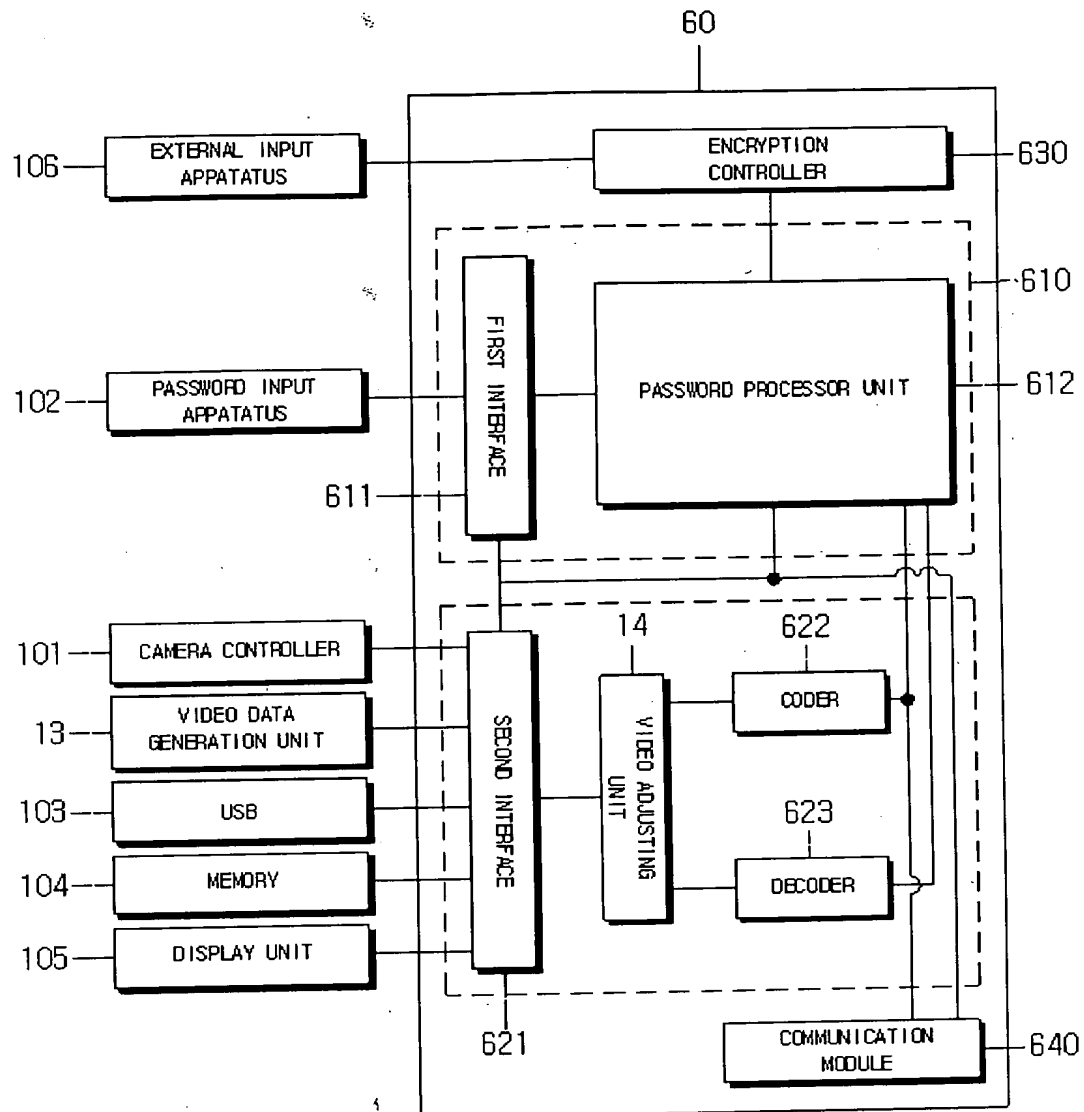 60
106
EXTERNAL INPUT
APPATATUS
ENCRYPTION
CONTROLLER
630
610
FIRST INTERFACE
PASSWORD PROCESSOR UNIT
612
102
PASSWORD INPUT
APPATATUS
611
14
622
101
CAMERA CONTROLLER
CODER
13
VIDEO DATA
GENERATION UNIT
SECOND INTERFACE
VIDEO ADJUSTING
UNIT
103
USB
623
104
MEMORY
DECODER
105
DISPLAY UNIT
621
COMMUNICATION
MODULE
640